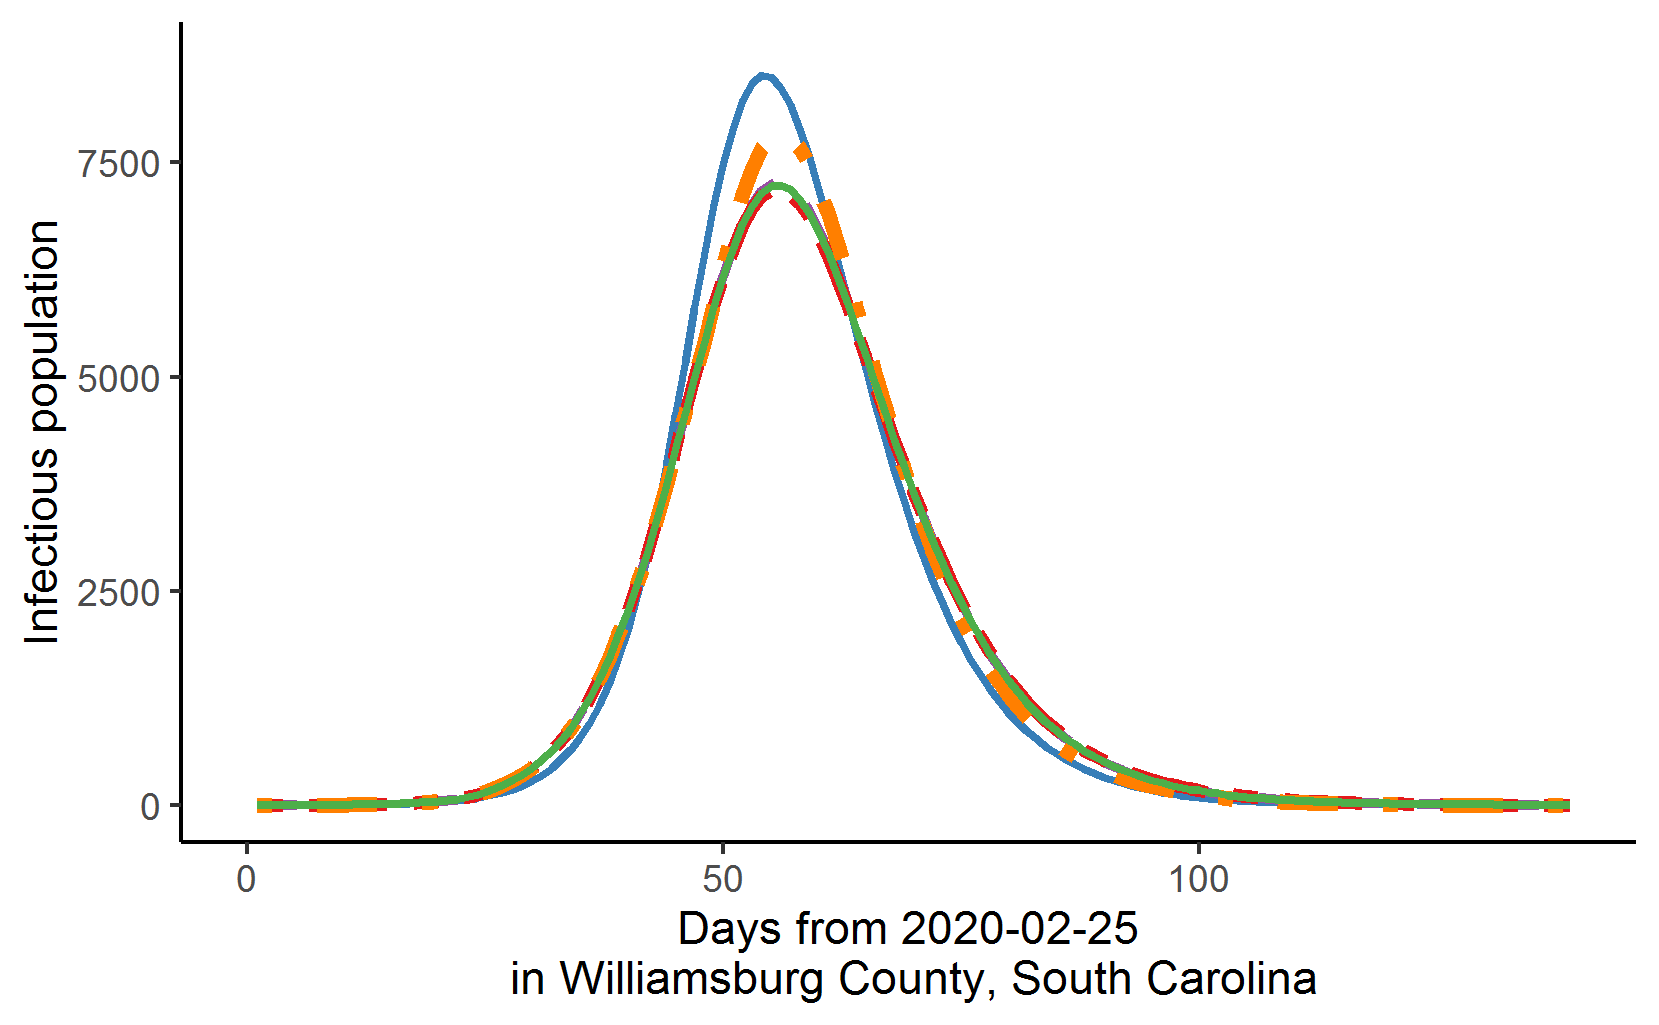 Infectious population
7500
5000
2500
0
0 50 100
Days from 2020-02-25
in Williamsburg County, South Carolina